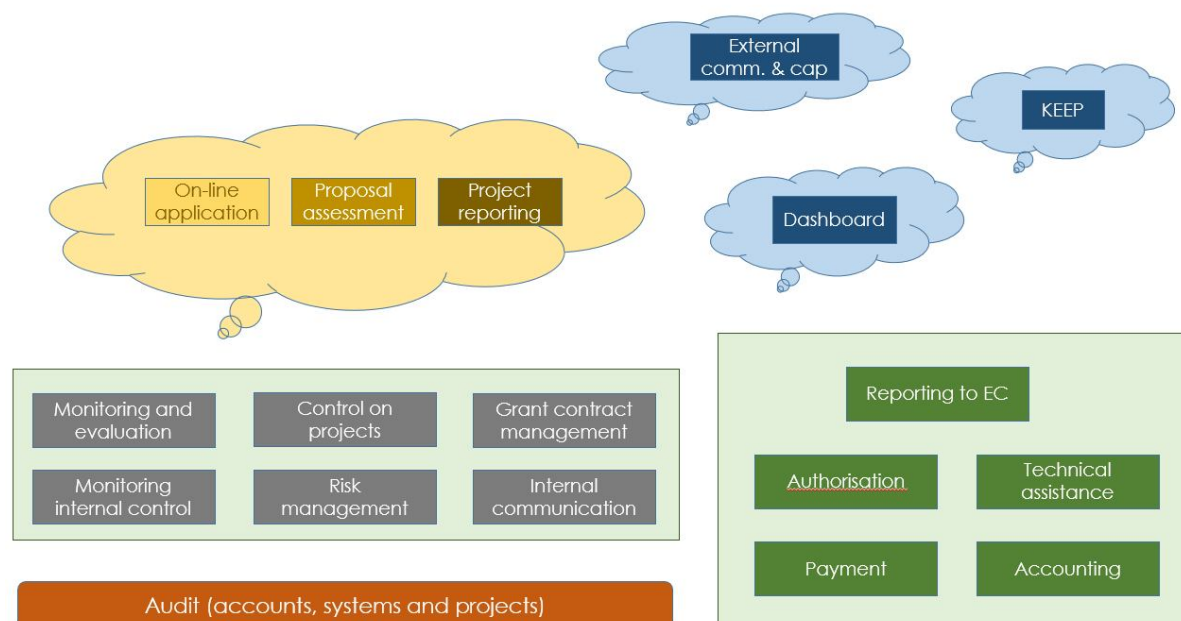 External
comm. & cap
KEEP
On-line
application
Proposal
assessment
Project
reporting
Dashboard
Monitoring and
evaluation
Control on
projects
Grant contract
management
Monitoring
internal control
Risk
management
Internal
communication
Reporting to EC
Authorisation
Technical
assistance
Payment
Accounting
Audit (accounts, systems and projects)